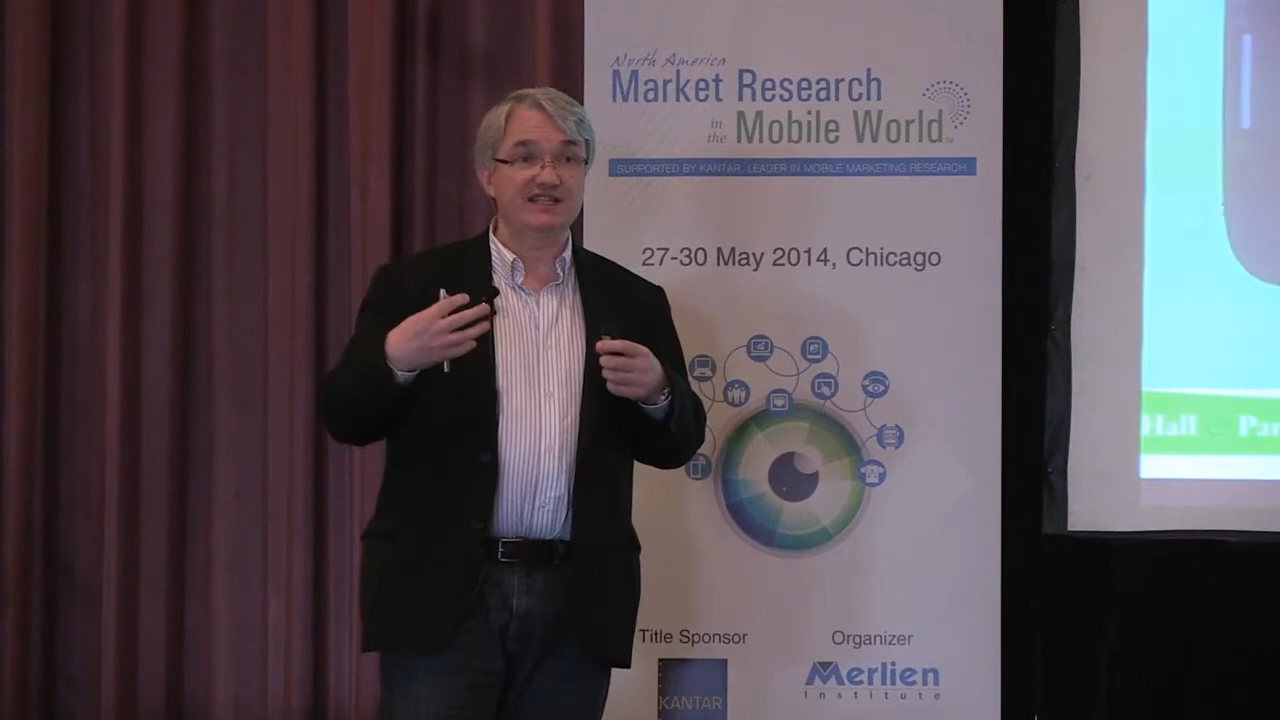 North America
Market Research
in the Mobile World
SUPPORTED BY KANTAR, LEADER IN MOBILE MARKETING RESEARCH
27-30 May 2014, Chicago
Title Sponsor
Organizer
KANTAR
Merlien
Institute
Hall